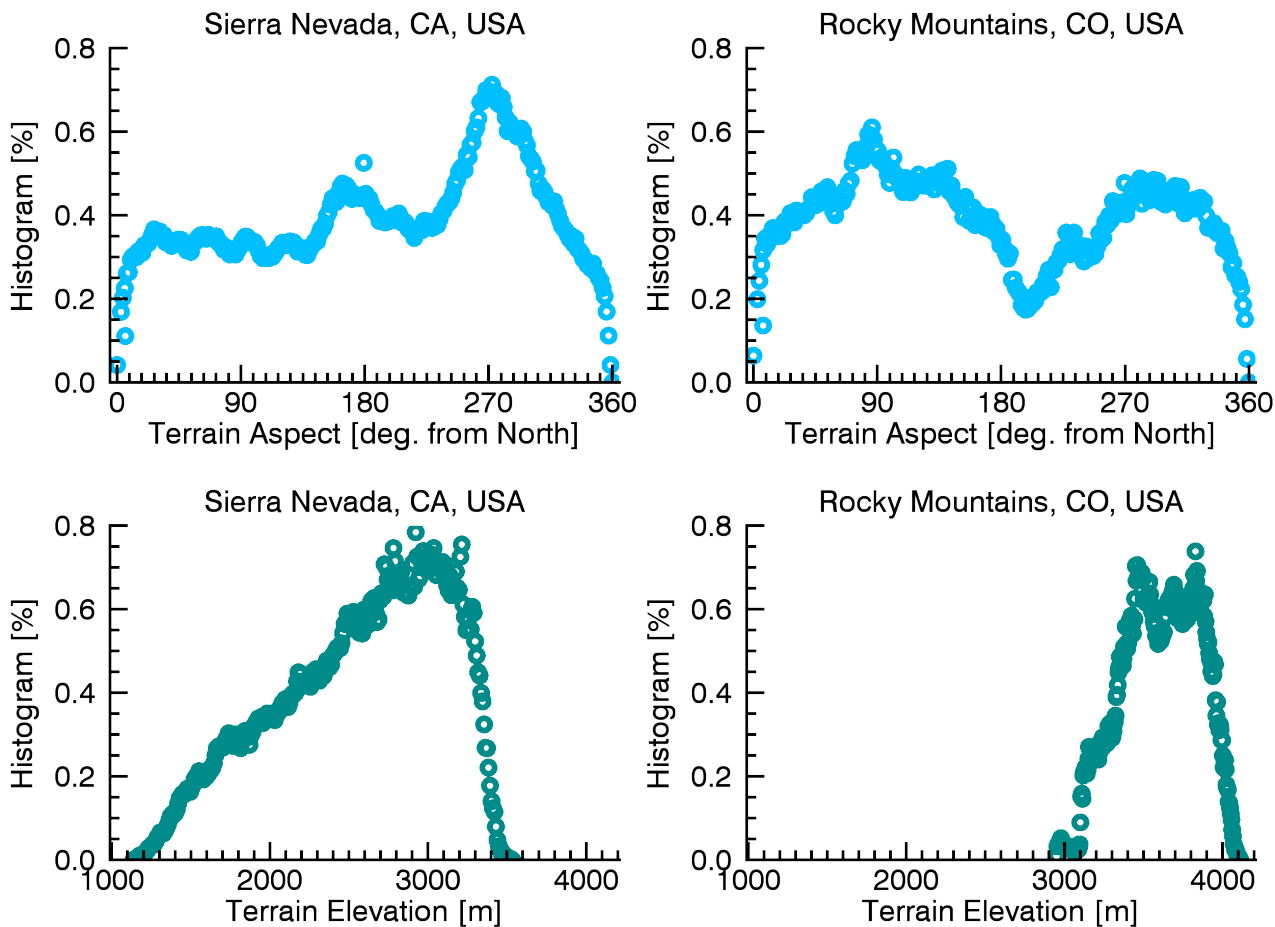 Sierra Nevada, CA, USA
0.8
0.6
0.4
0.2
0.0
Histogram [%]
0 90 180 270 360
Terrain Aspect [deg. from North]
Rocky Mountains, CO, USA
0.8
0.6
0.4
0.2
0.0
Histogram [%]
0 90 180 270 360
Terrain Aspect [deg. from North]
Sierra Nevada, CA, USA
0.8
0.6
0.4
0.2
0.0
Histogram [%]
1000 2000 3000 4000
Terrain Elevation [m]
Rocky Mountains, CO, USA
0.8
0.6
0.4
0.2
0.0
Histogram [%]
1000 2000 3000 4000
Terrain Elevation [m]